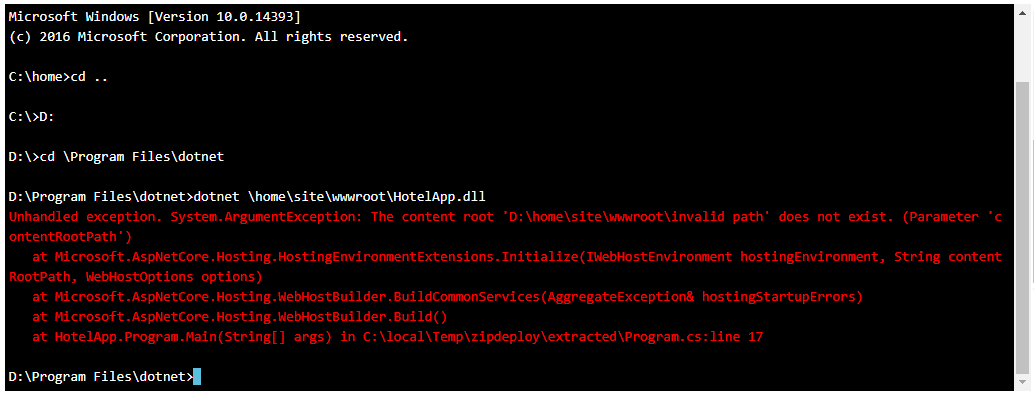 Microsoft Windows [Version 10.0.14393]
(c) 2016 Microsoft Corporation. All rights reserved.
C:\home>cd ..
C:\>D:
D:\>cd \Program Files\dotnet
D:\Program Files\dotnet>dotnet \home\site\wwwroot\HotelApp.dll
Unhandled exception. System.ArgumentException: The content root 'D:\home\site\wwwroot\invalid path' does not exist. (Parameter 'c
ontentRootPath')
   at Microsoft.AspNetCore.Hosting.HostingEnvironmentExtensions.Initialize(IWebHostEnvironment hostingEnvironment, String content
RootPath, WebHostOptions options)
   at Microsoft.AspNetCore.Hosting.WebHostBuilder.BuildCommonServices(AggregateException& hostingStartupErrors)
   at Microsoft.AspNetCore.Hosting.WebHostBuilder.Build()
   at HotelApp.Program.Main(String[] args) in C:\local\Temp\zipdeploy\extracted\Program.cs:line 17
D:\Program Files\dotnet>